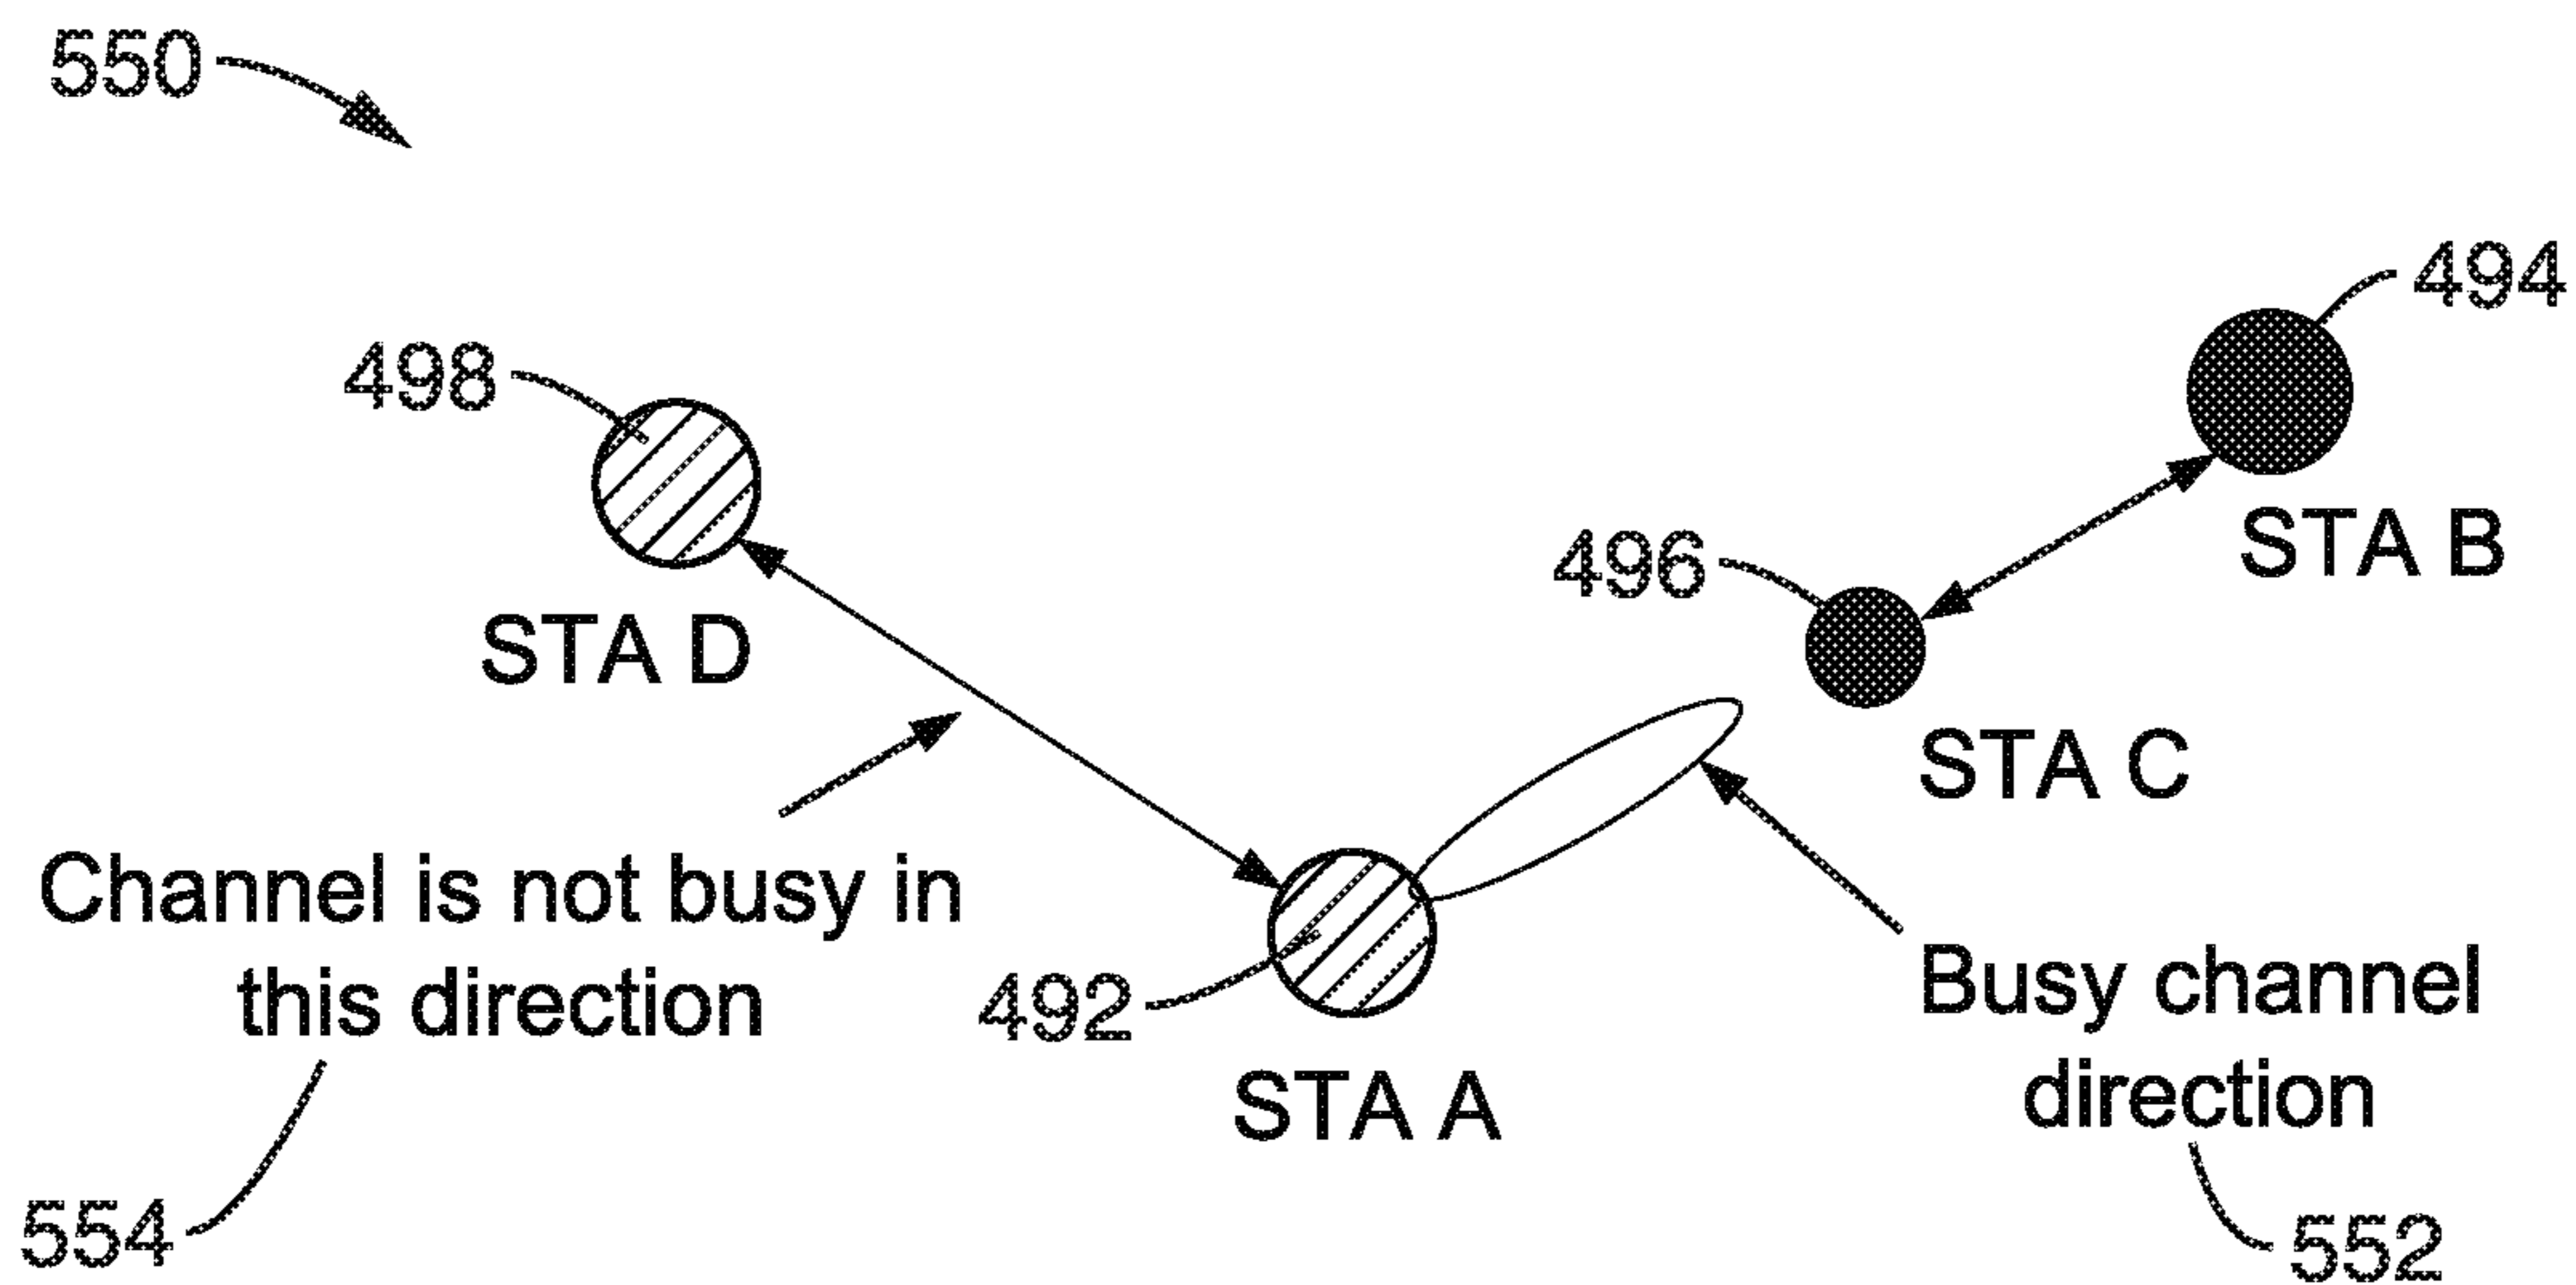 550
494
498
STA B
496
STA D
STA C
Channel is not busy in
this direction
492
STA A
Busy channel
direction
554
552